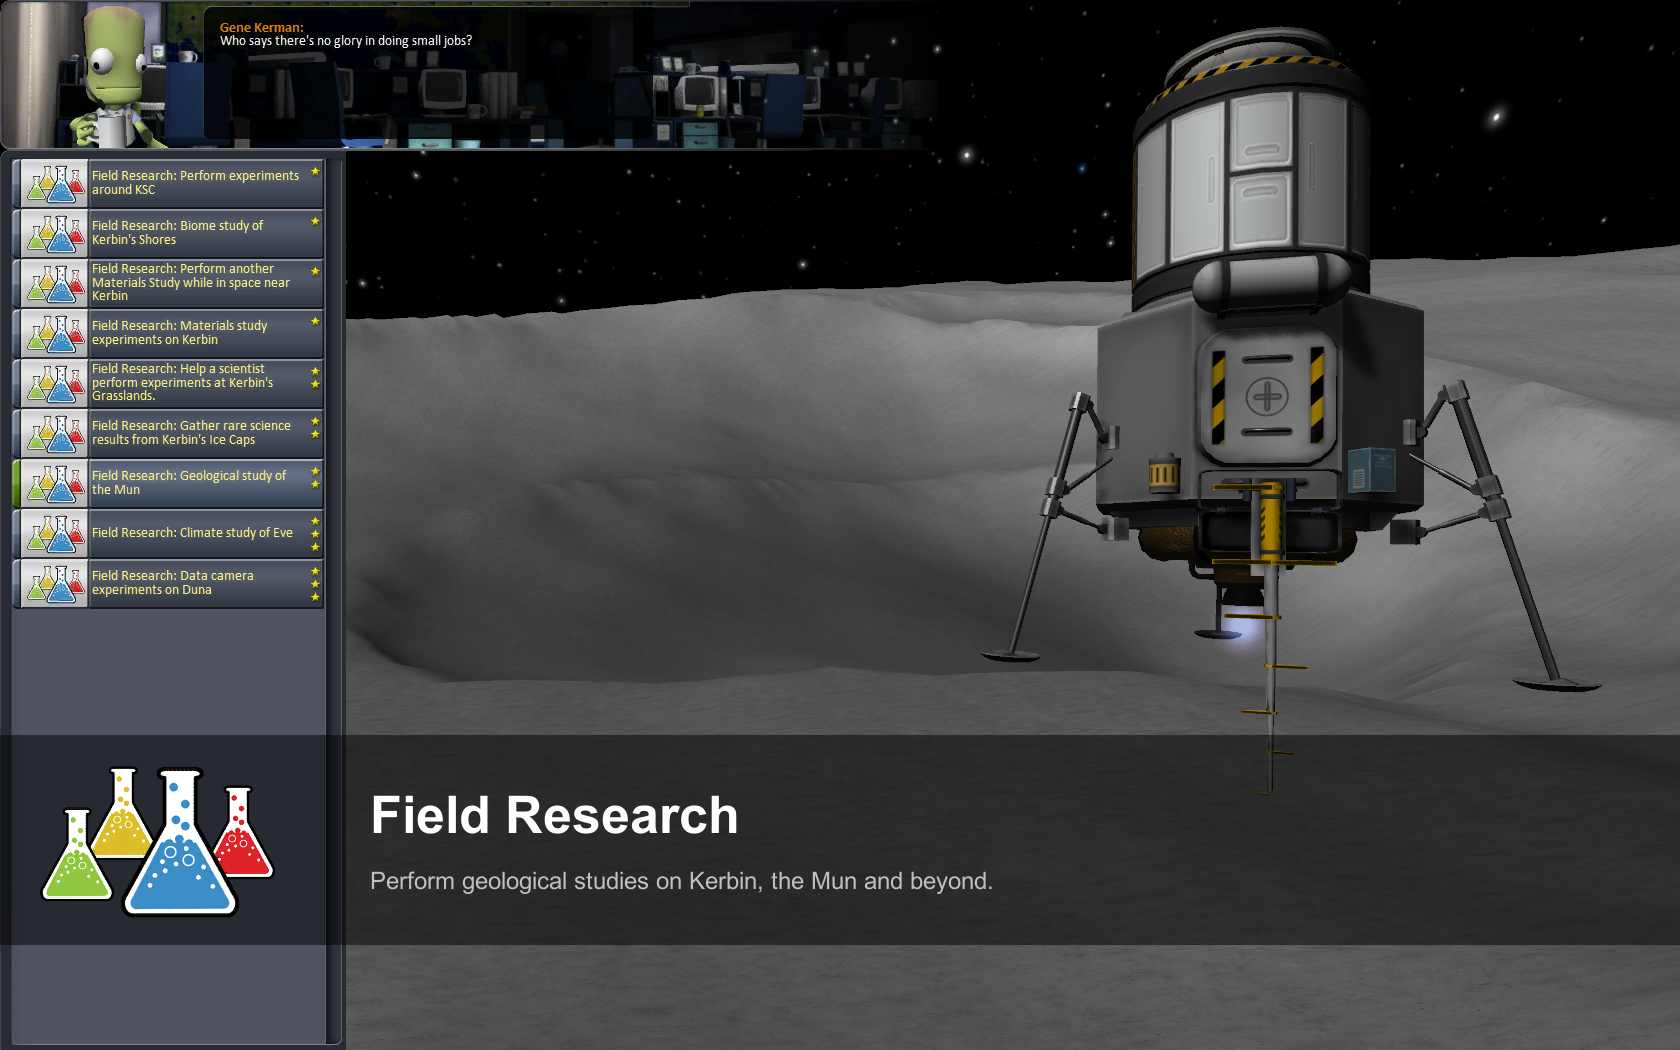 Gene Kerman:
Who says there's no glory in doing small jobs?
Field Research: Perform experiments
around KSC
Field Research: Biome study of
Kerbin's Shores
Field Research: Perform another
Materials Study while in space near
Kerbin
Field Research: Materials study
experiments on Kerbin
Field Research: Help a scientist
perform experiments at Kerbin's
Grasslands.
Field Research: Gather rare science
results from Kerbin's Ice Caps
Field Research: Geological study of
the Mun
Field Research: Climate study of Eve
Field Research: Data camera
experiments on Duna
Field Research
Perform geological studies on Kerbin, the Mun and beyond.